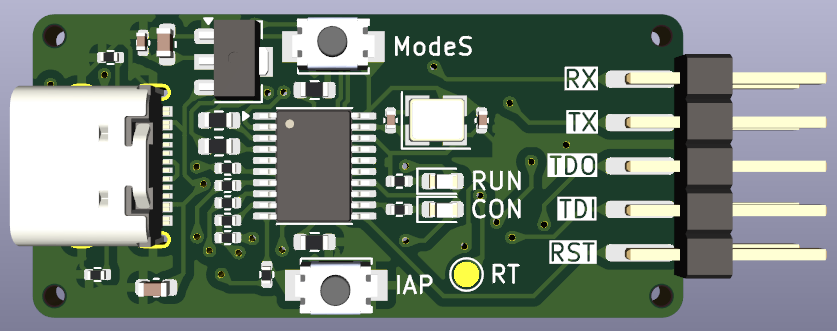 ModeS
RX
TX
TDO
RUN
TDI
CON
RST
IAP
RT